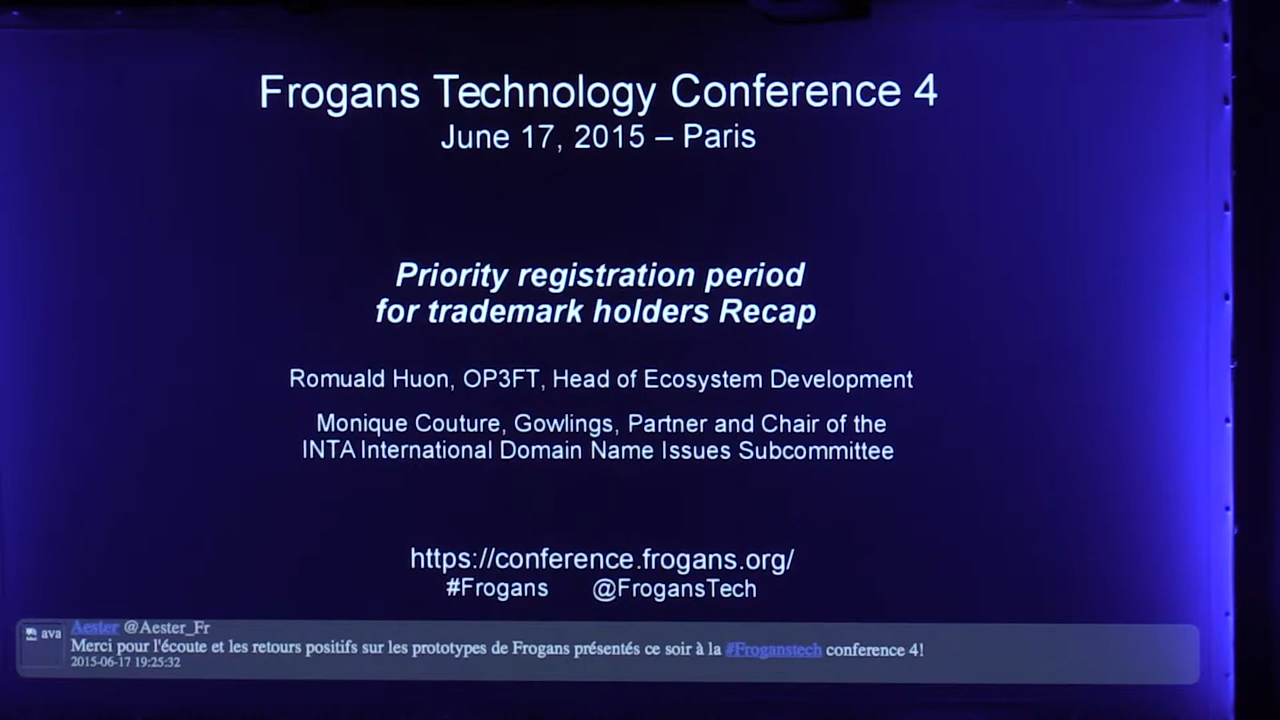 Frogans Technology Conference 4
June 17, 2015 – Paris
Priority registration period
for trademark holders Recap
Romuald Huon, OP3FT, Head of Ecosystem Development
Monique Couture, Gowlings, Partner and Chair of the
INTA International Domain Name Issues Subcommittee
https://conference.frogans.org/
#Frogans @FrogansTech
ava
Aester @Aester_Fr
Merci pour l'écoute et les retours positifs sur les prototypes de Frogans présentés ce soir à la #Froganstech conference 4!
2015-06-17 19:25:32